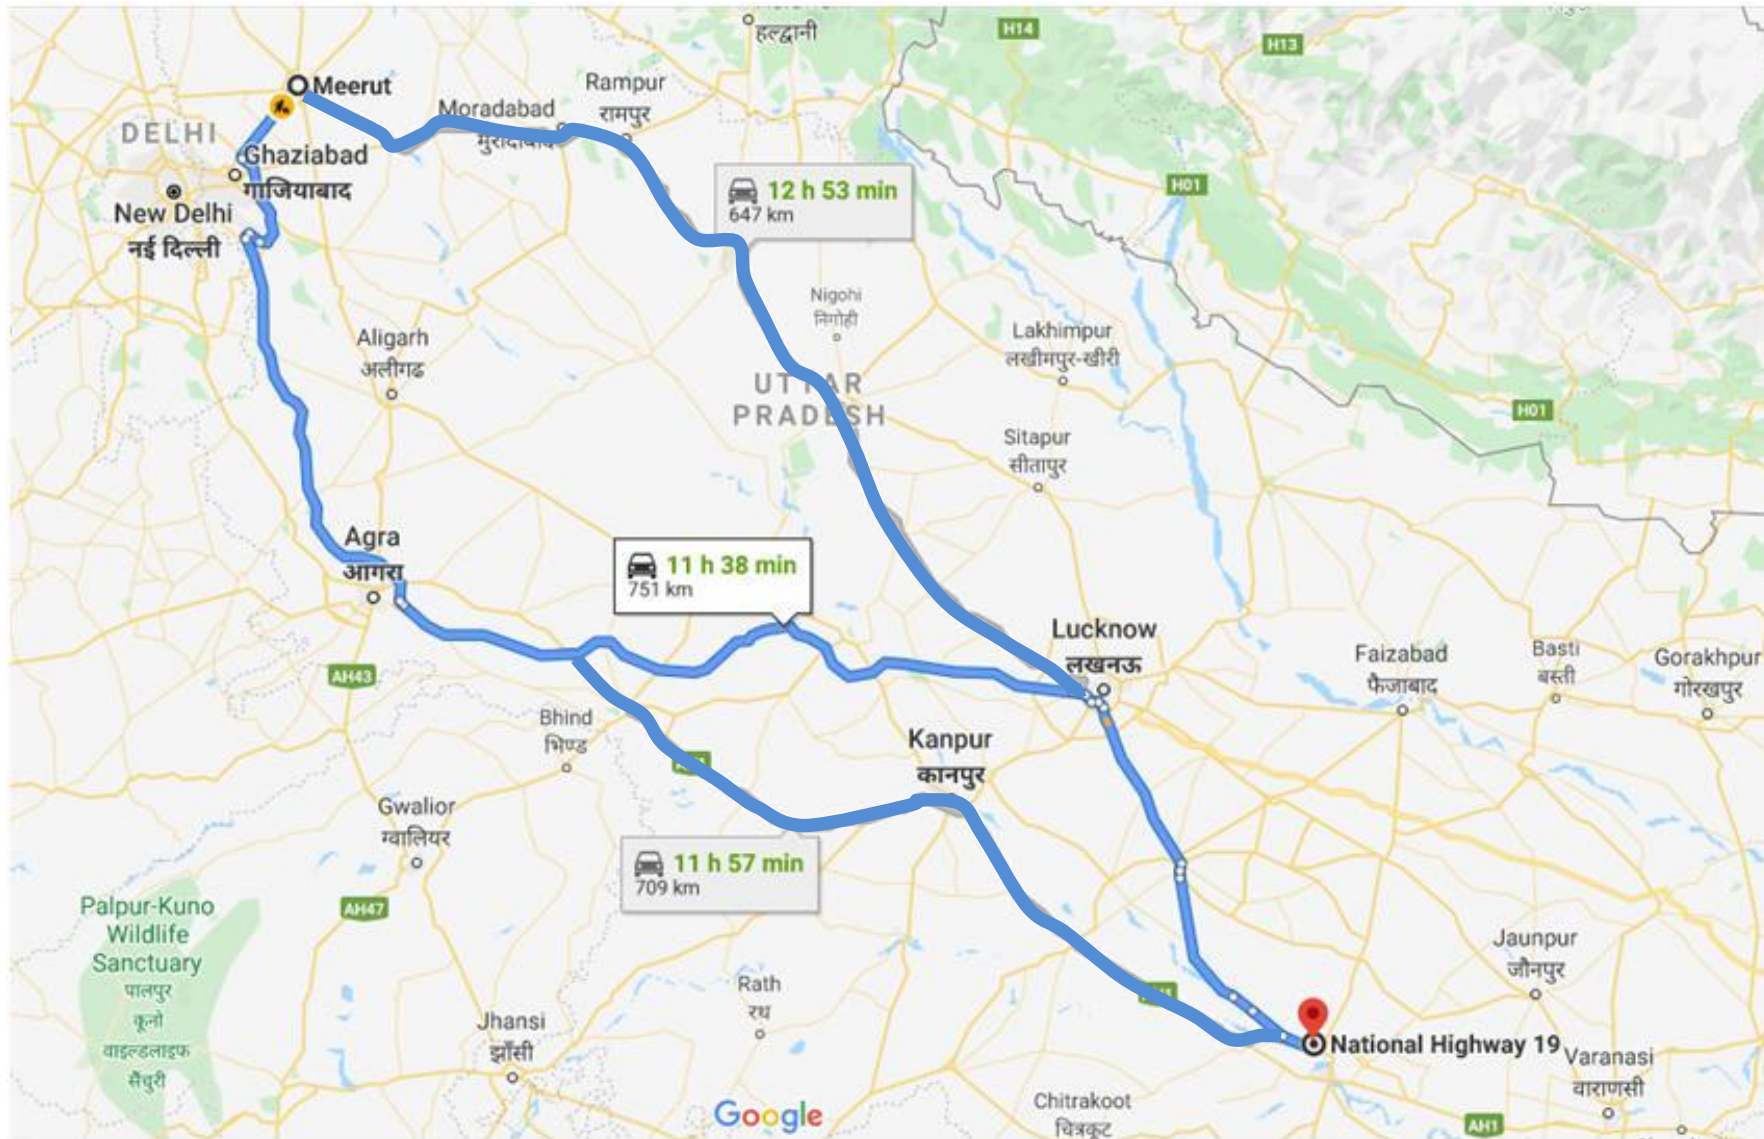 हल्द्वानी
H14
H13
Meerut
Rampur
रामपुर
Moradabad
DELHI
Ghaziabad
गाजियाबाद
New Delhi
नई दिल्ली
12 h 53 min
647 km
H01
Nigohi
निगोही
Aligarh
अलीगढ
Lakhimpur
लखीमपुर-खीरी
UTTAR
PRADESH
H01
Sitapur
सीतापुर
Agra
आगरा
11 h 38 min
751 km
Lucknow
लखनऊ
Faizabad
फैजाबाद
Basti
बस्ती
Gorakhpur
गोरखपुर
AH43
Bhind
भिण्ड
Kanpur
कानपुर
Gwalior
ग्वालियर
11 h 57 min
709 km
AH47
Palpur-Kuno
Wildlife
Sanctuary
पालपुर
कूनो
वाइल्डलाइफ
सैंचुरी
Jaunpur
जौनपुर
Rath
रथ
Jhansi
झाँसी
National Highway 19
Varanasi
वाराणसी
Chitrakoot
चित्रकूट
Google
AH1